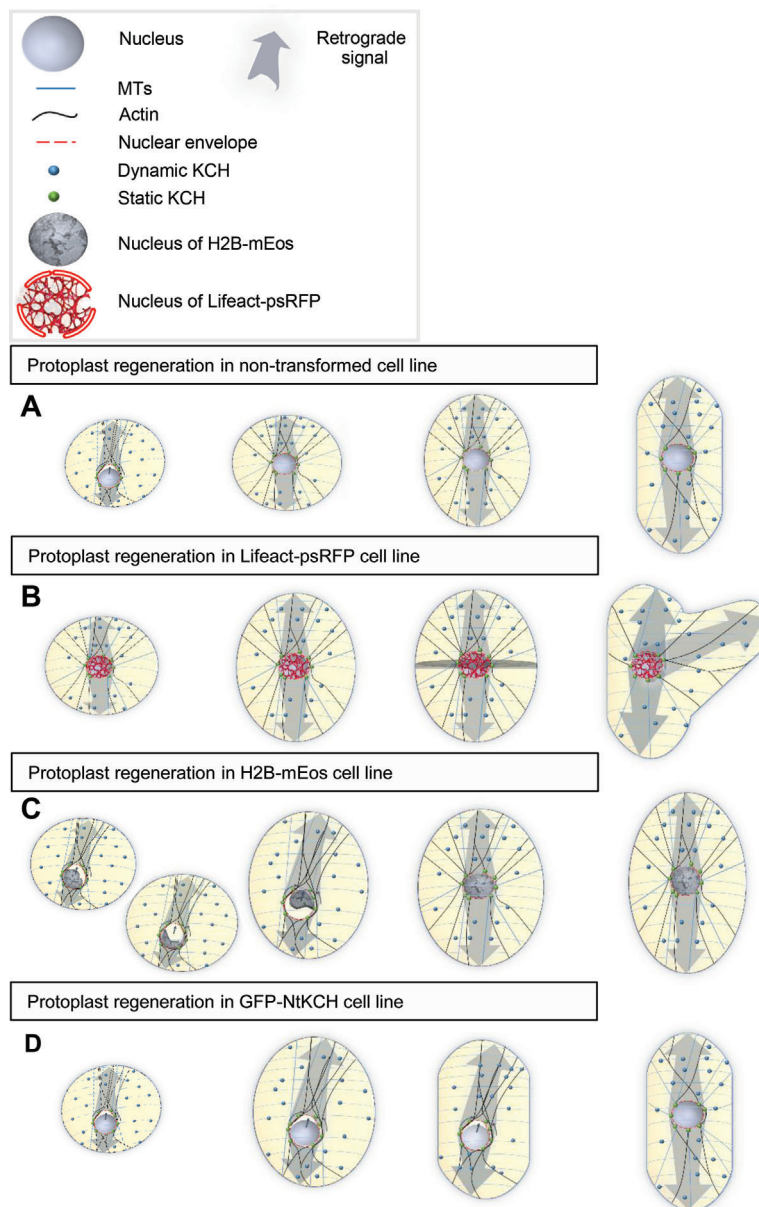 Nucleus
Retrograde
signal
MTs
Actin
Nuclear envelope
Dynamic KCH
Static KCH
Nucleus of H2B-mEos
Nucleus of Lifeact-psRFP
Protoplast regeneration in non-transformed cell line
A
Protoplast regeneration in Lifeact-psRFP cell line
B
Protoplast regeneration in H2B-mEos cell line
C
Protoplast regeneration in GFP-NtKCH cell line
D